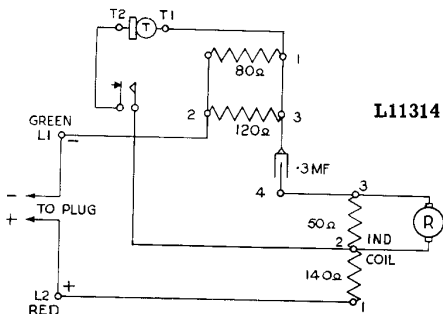 T2 T T1
80Ω 1
2 120Ω 3
L11314
GREEN
L1 -
·3MF
4 3
- 
+ TO PLUG
50Ω R
2 IND
COIL
140Ω
L2 +
RED 1